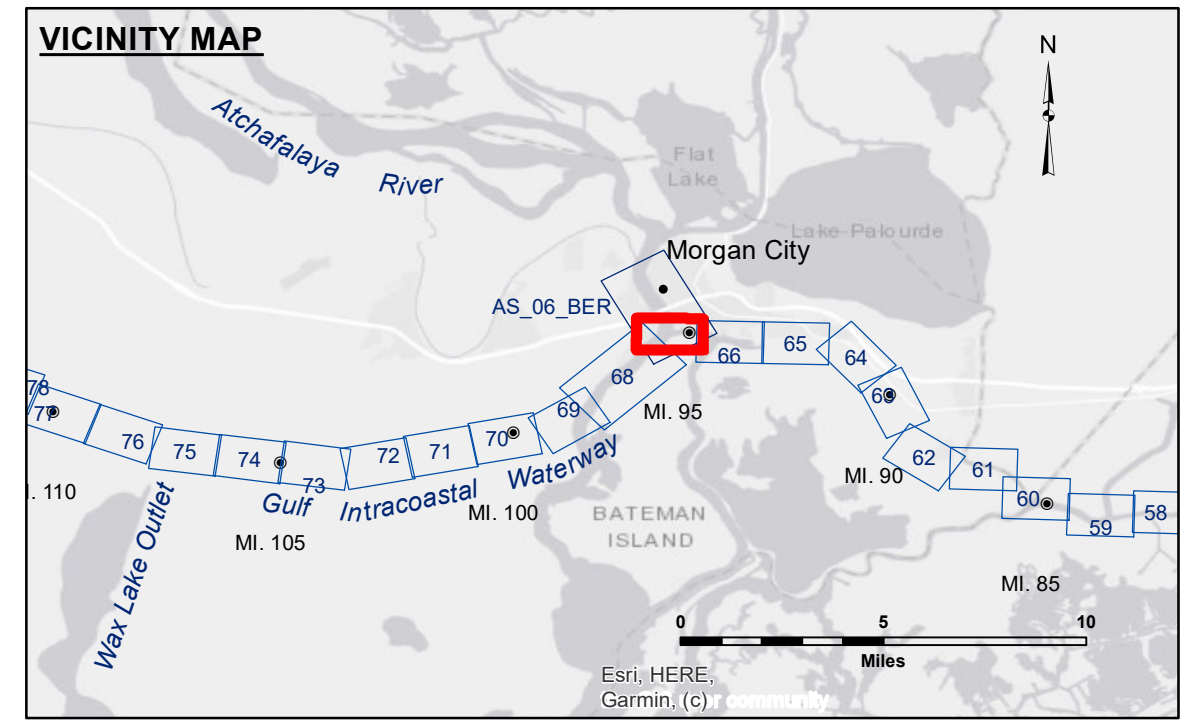 VICINITY MAP
N
Atchafalaya
River
Flat
Lake
Lake Palourde
Morgan City
AS_06_BER
66
65
64
68
69
MI. 95
78
77
76
75
74
73
72
71
70
62
61
60
59
58
MI. 90
I. 110
Gulf
Intracoastal
Waterway
MI. 100
MI. 105
Wax Lake Outlet
BATEMAN
ISLAND
MI. 85
0
5
10
Miles
Esri, HERE,
Garmin, (c)
r community